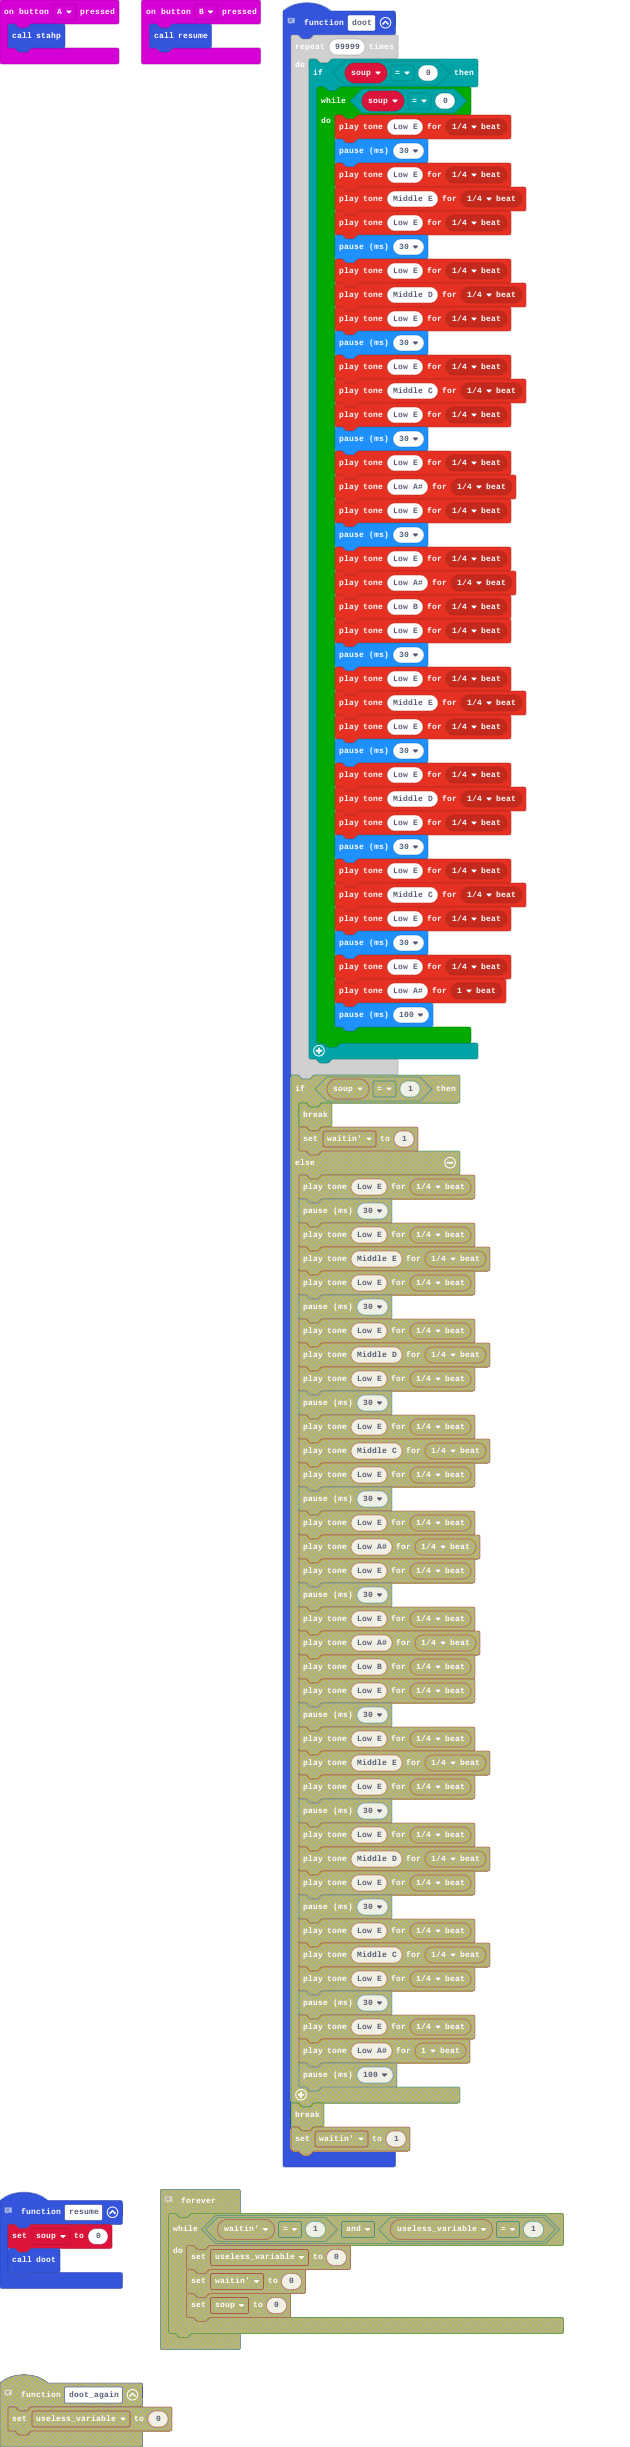 on button A pressed
call stahp
on button B pressed
call resume
function doot
repeat 99999 times
do
if soup = 0 then
while soup = 0
do
play tone Low E for 1/4 beat
pause (ms) 30
play tone Low E for 1/4 beat
play tone Middle E for 1/4 beat
play tone Low E for 1/4 beat
pause (ms) 30
play tone Low E for 1/4 beat
play tone Middle D for 1/4 beat
play tone Low E for 1/4 beat
pause (ms) 30
play tone Low E for 1/4 beat
play tone Middle C for 1/4 beat
play tone Low E for 1/4 beat
pause (ms) 30
play tone Low E for 1/4 beat
play tone Low A# for 1/4 beat
play tone Low E for 1/4 beat
pause (ms) 30
play tone Low E for 1/4 beat
play tone Low A# for 1/4 beat
play tone Low B for 1/4 beat
play tone Low E for 1/4 beat
pause (ms) 30
play tone Low E for 1/4 beat
play tone Middle E for 1/4 beat
play tone Low E for 1/4 beat
pause (ms) 30
play tone Low E for 1/4 beat
play tone Middle D for 1/4 beat
play tone Low E for 1/4 beat
pause (ms) 30
play tone Low E for 1/4 beat
play tone Middle C for 1/4 beat
play tone Low E for 1/4 beat
pause (ms) 30
play tone Low E for 1/4 beat
play tone Low A# for 1 beat
pause (ms) 100
if soup = 1 then
break
set waitin' to 1
else
play tone Low E for 1/4 beat
pause (ms) 30
play tone Low E for 1/4 beat
play tone Middle E for 1/4 beat
play tone Low E for 1/4 beat
pause (ms) 30
play tone Low E for 1/4 beat
play tone Middle D for 1/4 beat
play tone Low E for 1/4 beat
pause (ms) 30
play tone Low E for 1/4 beat
play tone Middle C for 1/4 beat
play tone Low E for 1/4 beat
pause (ms) 30
play tone Low E for 1/4 beat
play tone Low A# for 1/4 beat
play tone Low E for 1/4 beat
pause (ms) 30
play tone Low E for 1/4 beat
play tone Low A# for 1/4 beat
play tone Low B for 1/4 beat
play tone Low E for 1/4 beat
pause (ms) 30
play tone Low E for 1/4 beat
play tone Middle E for 1/4 beat
play tone Low E for 1/4 beat
pause (ms) 30
play tone Low E for 1/4 beat
play tone Middle D for 1/4 beat
play tone Low E for 1/4 beat
pause (ms) 30
play tone Low E for 1/4 beat
play tone Middle C for 1/4 beat
play tone Low E for 1/4 beat
pause (ms) 30
play tone Low E for 1/4 beat
play tone Low A# for 1 beat
pause (ms) 100
break
set waitin' to 1
function resume
set soup to 0
call doot
forever
while waitin' = 1 and useless_variable = 1
do
set useless_variable to 0
set waitin' to 0
set soup to 0
function doot_again
set useless_variable to 0